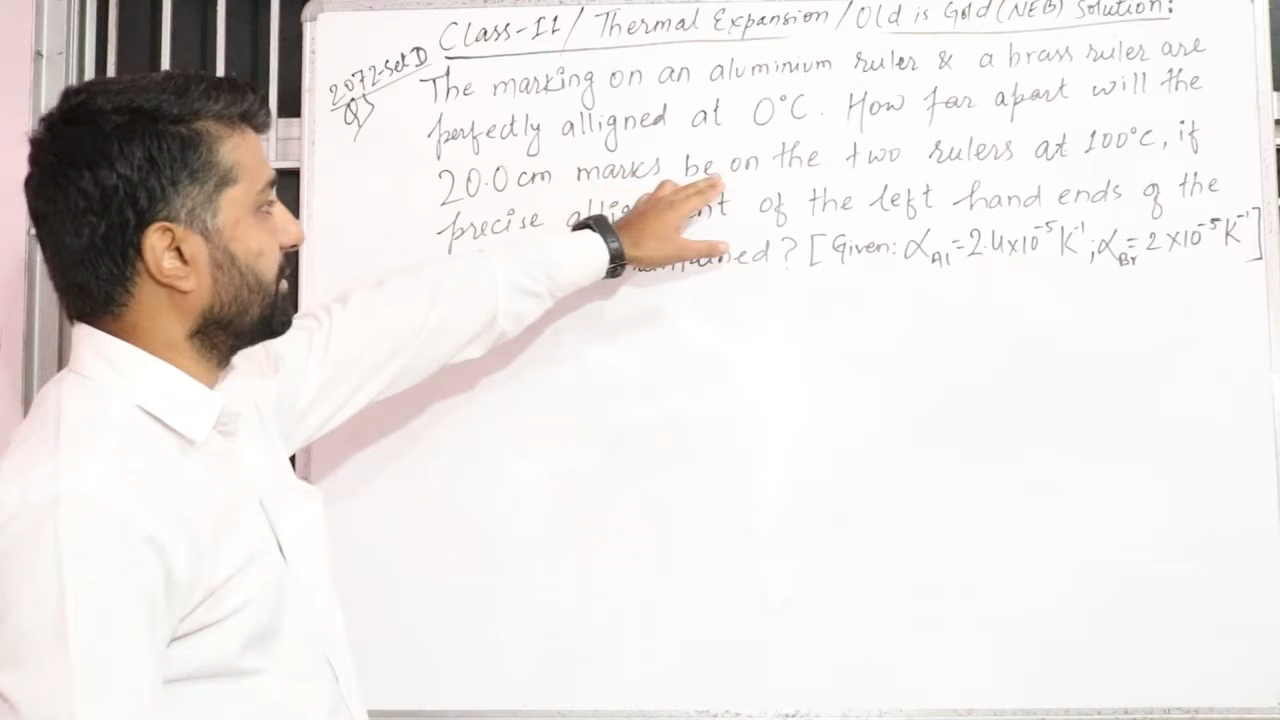 Class-11/ Thermal Expansion / Old is Gold (NEB) Solution:
2072-Set D
Q)
The marking on an aluminium ruler & a brass ruler are
perfectly alligned at 0°C. How far apart will the
20.0 cm marks be on the two rulers at 100°C, if
precise of the left hand ends of the
? [Given: α_Al = 2.4×10⁻⁵ K⁻¹; α_Br = 2×10⁻⁵ K⁻¹]